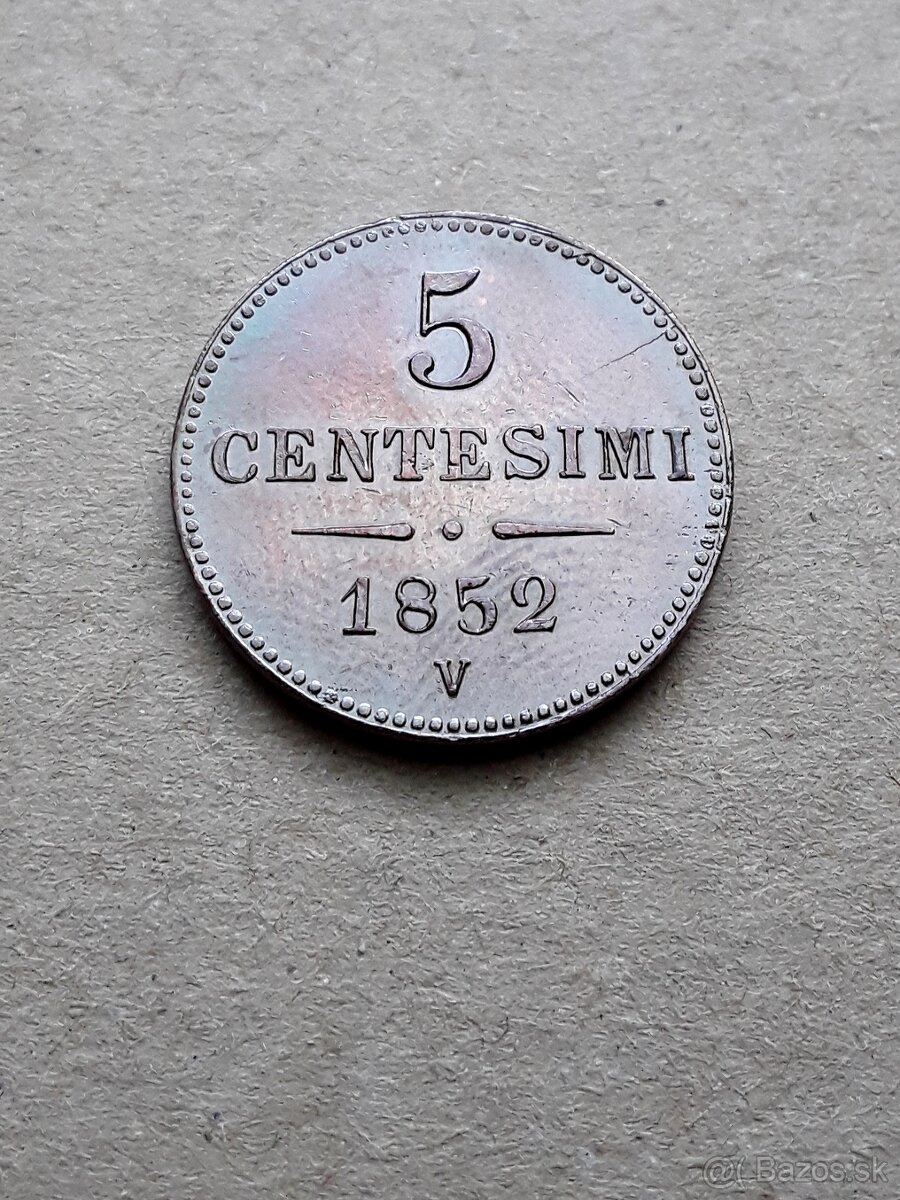 5
CENTESIMI
1852
V
@( Bazos.sk